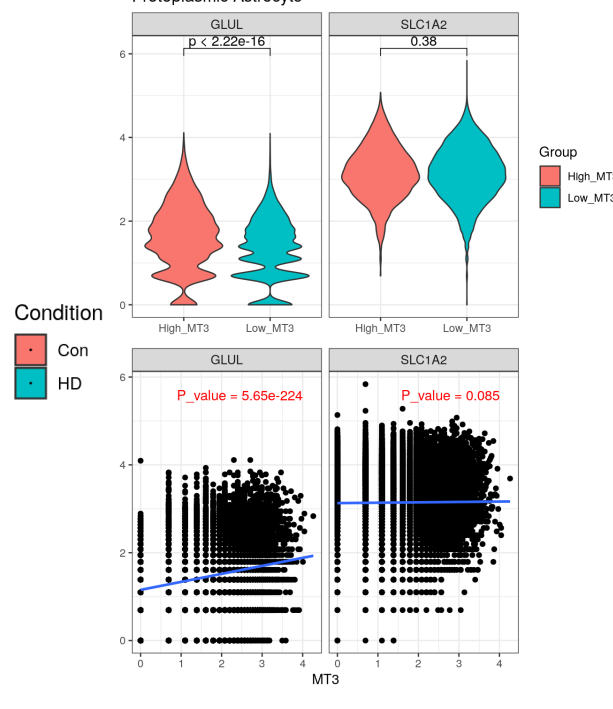 Protoplasmic Astrocyte
GLUL
SLC1A2
p < 2.22e-16
0.38
6
4
2
0
High_MT3
Low_MT3
High_MT3
Low_MT3
Group
High_MT3
Low_MT3
Condition
Con
HD
GLUL
SLC1A2
P_value = 5.65e-224
P_value = 0.085
6
4
2
0
0 1 2 3 4
0 1 2 3 4
MT3